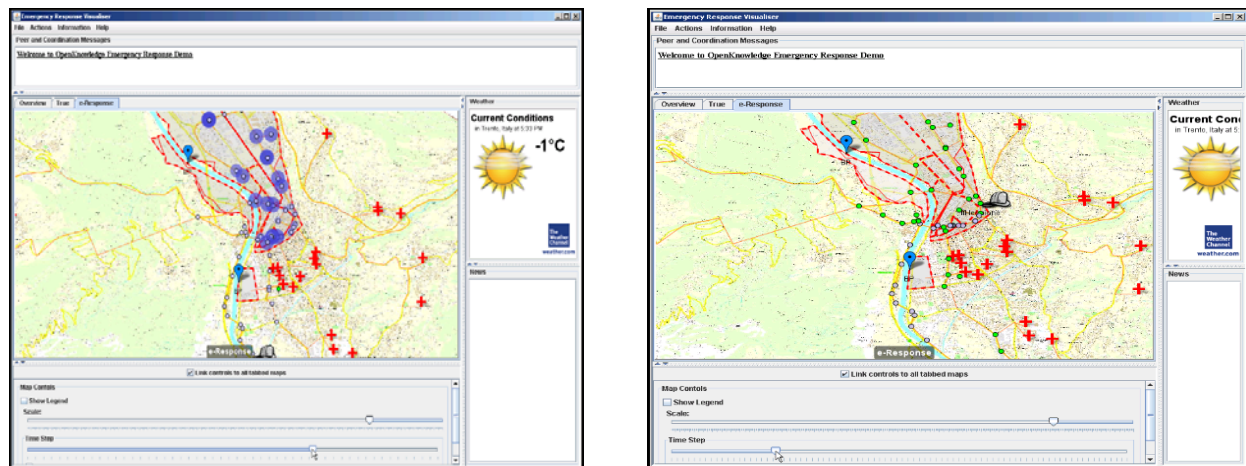 Emergency Response Visualiser
File Actions Information Help
Peer and Coordination Messages
Welcome to OpenKnowledge Emergency Response Demo
Overview True e-Response
Weather
Current Conditions
in Trento, Italy at 5:33 PM
-1°C
The
Weather
Channel
weather.com
News
e-Response
Link controls to all tabbed maps
Map Contols
Show Legend
Scale:
Time Step
Emergency Response Visualiser
File Actions Information Help
Peer and Coordination Messages
Welcome to OpenKnowledge Emergency Response Demo
Overview True e-Response
Weather
Current Con
in Trento, Italy at 5:
The
Weather
Channel
weather.com
News
e-Response
Link controls to all tabbed maps
Map Contols
Show Legend
Scale:
Time Step